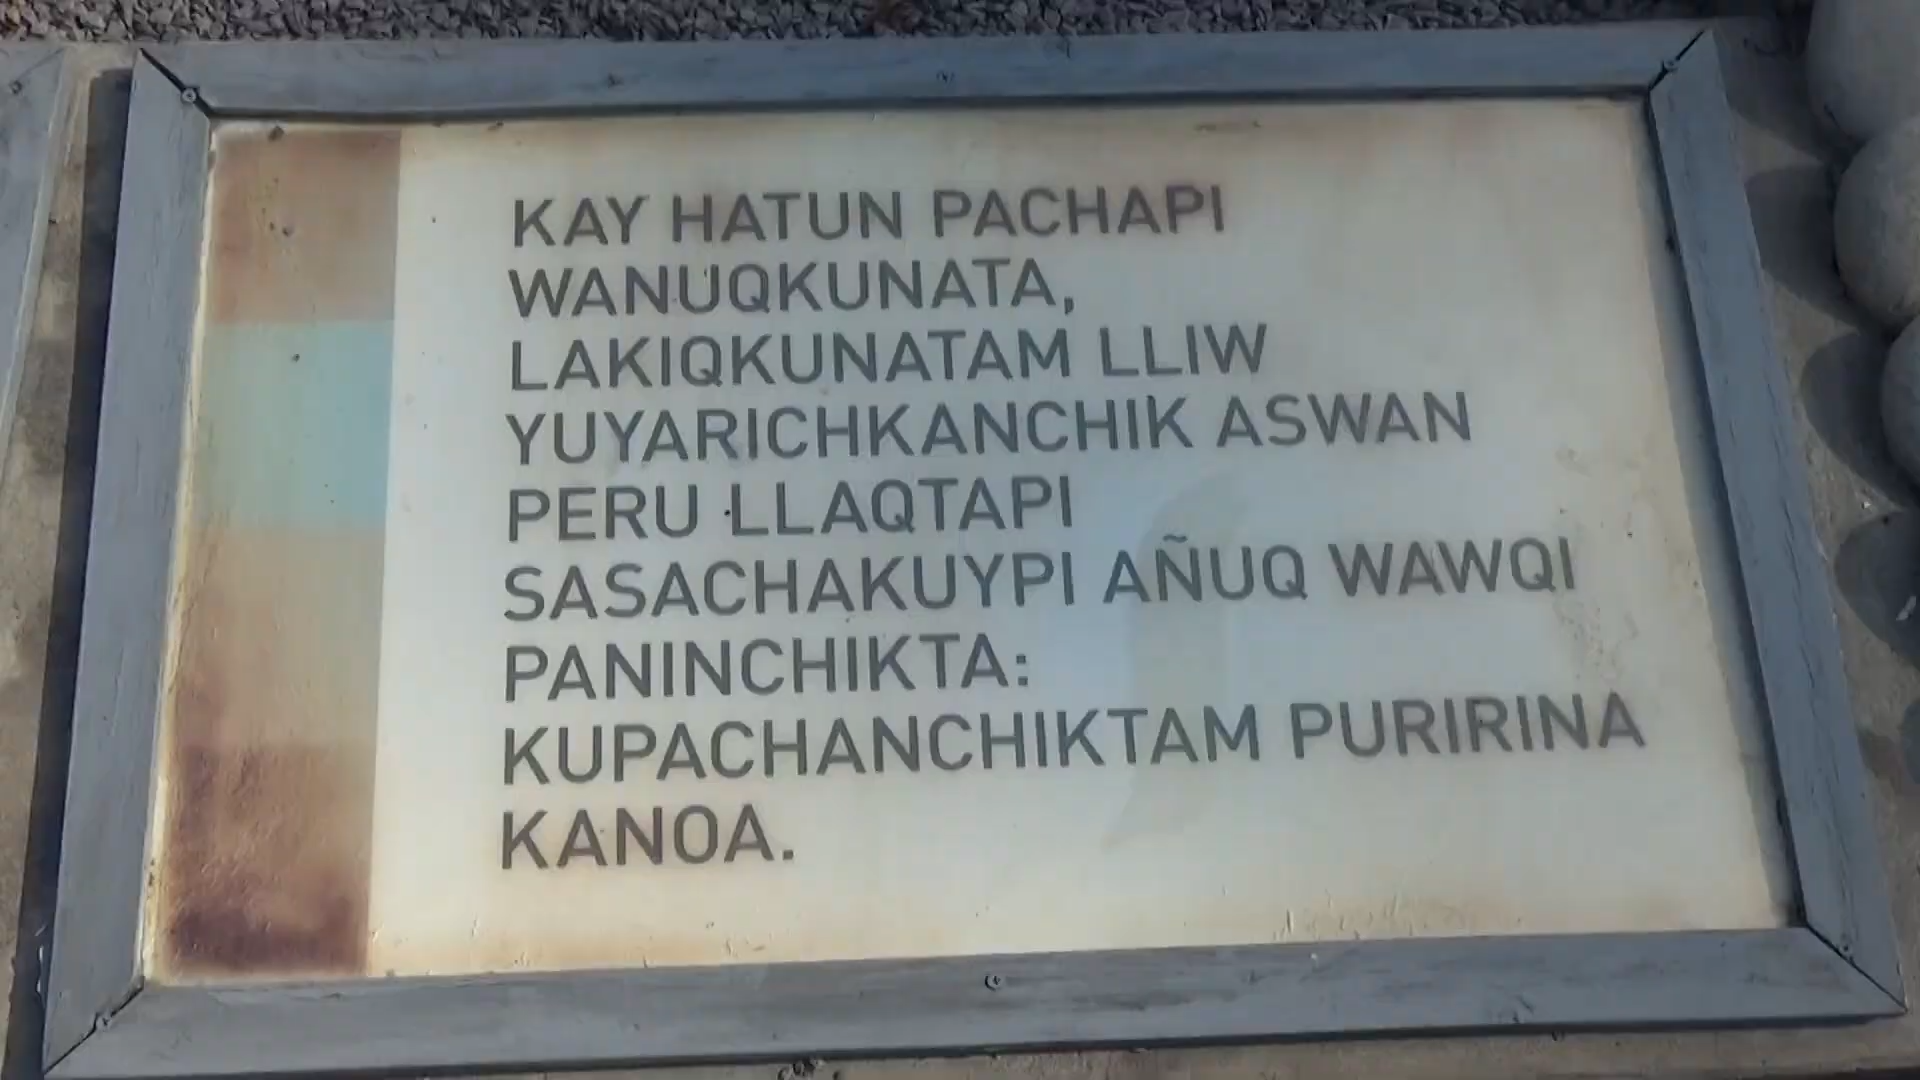 KAY HATUN PACHAPI
WANUQKUNATA,
LAKIQKUNATAM LLIW
YUYARICHKANCHIK ASWAN
PERU LLAQTAPI
SASACHAKUYPI AÑUQ WAWQI
PANINCHIKTA:
KUPACHANCHIKTAM PURIRINA
KANOA.